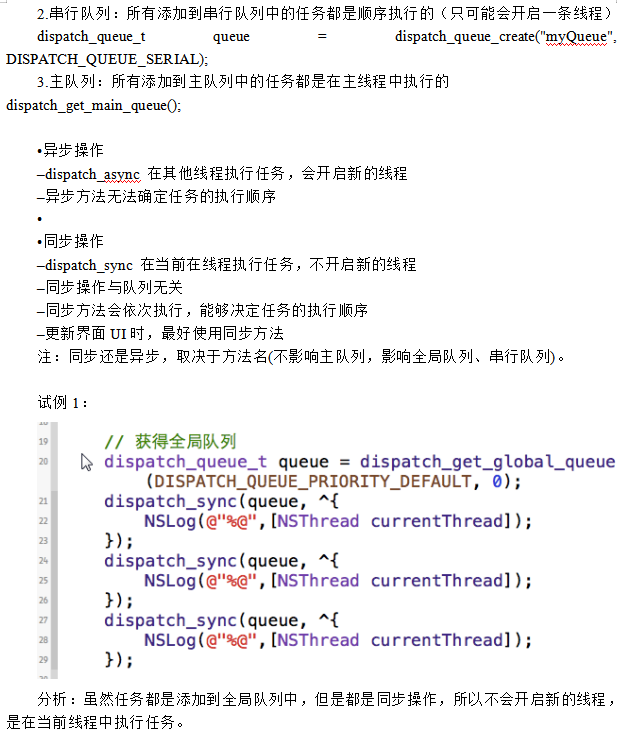 2.串行队列：所有添加到串行队列中的任务都是顺序执行的（只可能会开启一条线程）
dispatch_queue_t queue = dispatch_queue_create("myQueue",
DISPATCH_QUEUE_SERIAL);
3.主队列：所有添加到主队列中的任务都是在主线程中执行的
dispatch_get_main_queue();
•异步操作
–dispatch_async 在其他线程执行任务，会开启新的线程
–异步方法无法确定任务的执行顺序
•
•同步操作
–dispatch_sync 在当前在线程执行任务，不开启新的线程
–同步操作与队列无关
–同步方法会依次执行，能够决定任务的执行顺序
–更新界面 UI 时，最好使用同步方法
注：同步还是异步，取决于方法名(不影响主队列，影响全局队列、串行队列)。
试例 1：
19 // 获得全局队列
20 dispatch_queue_t queue = dispatch_get_global_queue
(DISPATCH_QUEUE_PRIORITY_DEFAULT, 0);
21 dispatch_sync(queue, ^{
22 NSLog(@"%@",[NSThread currentThread]);
23 });
24 dispatch_sync(queue, ^{
25 NSLog(@"%@",[NSThread currentThread]);
26 });
27 dispatch_sync(queue, ^{
28 NSLog(@"%@",[NSThread currentThread]);
29 });
分析：虽然任务都是添加到全局队列中，但是都是同步操作，所以不会开启新的线程，
是在当前线程中执行任务。